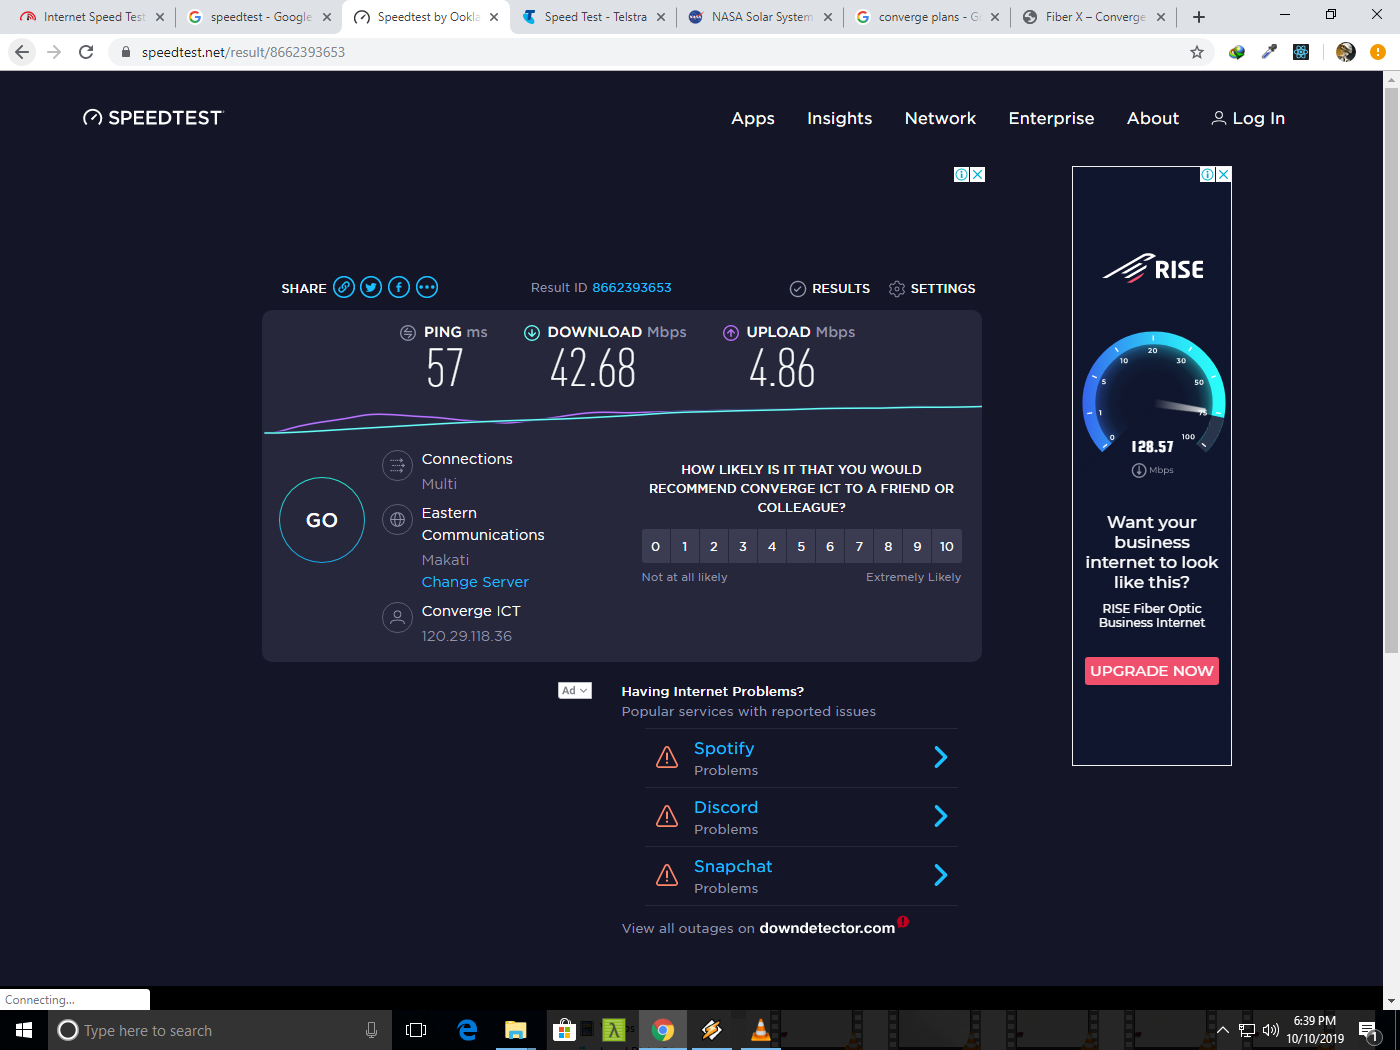 Internet Speed Test
speedtest - Google
Speedtest by Ookla
Speed Test - Telstra
NASA Solar System
converge plans - G
Fiber X – Converge
speedtest.net/result/8662393653
SPEEDTEST
Apps
Insights
Network
Enterprise
About
Log In
SHARE
Result ID 8662393653
RESULTS
SETTINGS
PING ms
57
DOWNLOAD Mbps
42.68
UPLOAD Mbps
4.86
GO
Connections
Multi
Eastern
Communications
Makati
Change Server
Converge ICT
120.29.118.36
HOW LIKELY IS IT THAT YOU WOULD
RECOMMEND CONVERGE ICT TO A FRIEND OR
COLLEAGUE?
0 1 2 3 4 5 6 7 8 9 10
Not at all likely
Extremely Likely
Ad
Having Internet Problems?
Popular services with reported issues
Spotify
Problems
Discord
Problems
Snapchat
Problems
View all outages on downdetector.com
RISE
0
1
5
10
20
30
50
75
100
128.57
Mbps
Want your
business
internet to look
like this?
RISE Fiber Optic
Business Internet
UPGRADE NOW
Connecting...
Type here to search
6:39 PM
10/10/2019
1